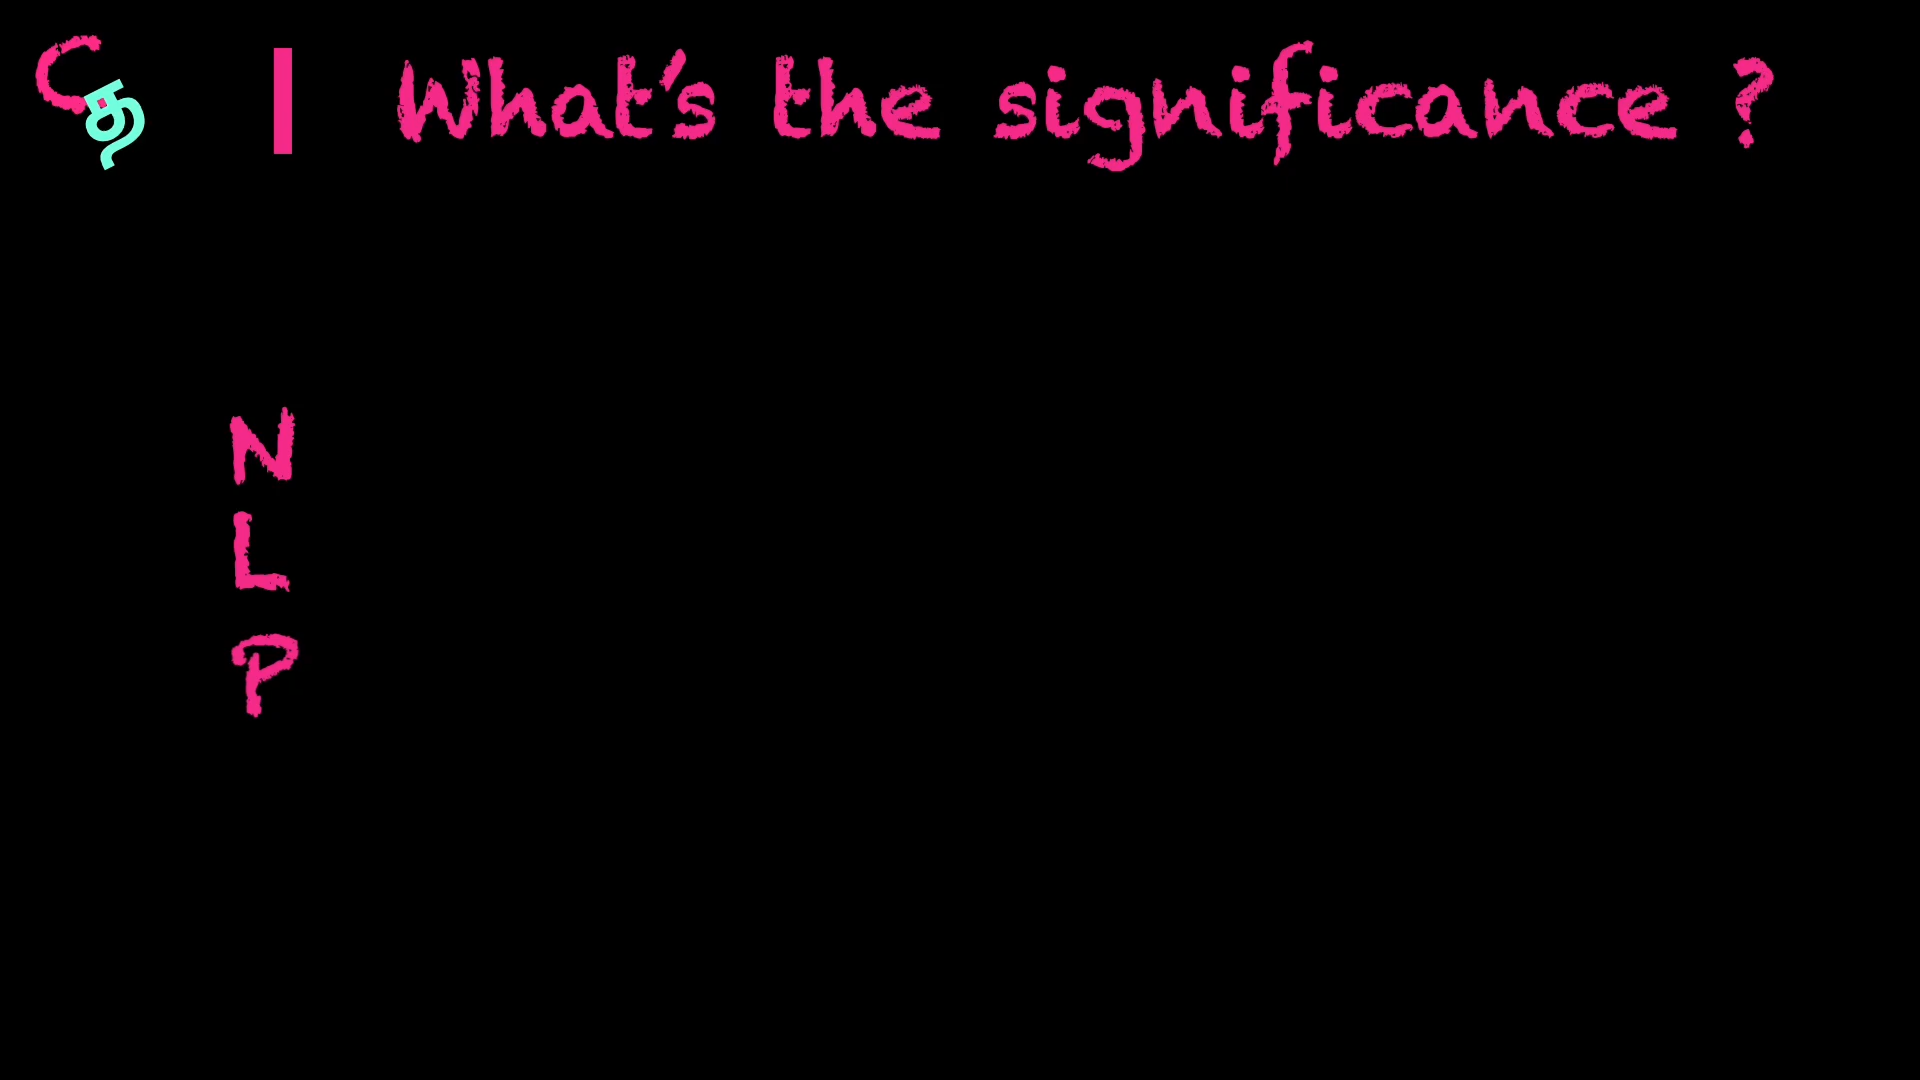 C
த | What's the significance ?
N
L
P